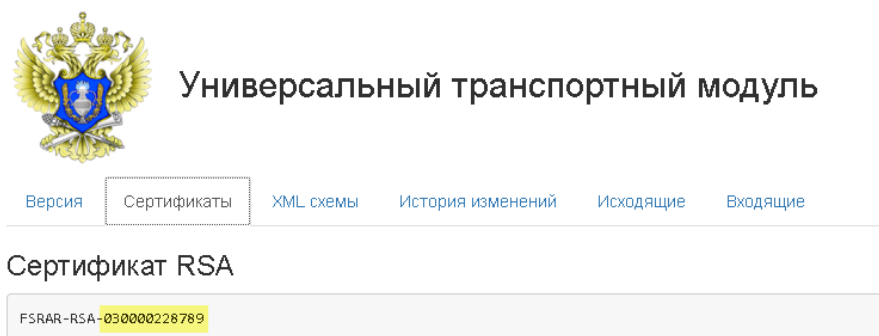 Универсальный транспортный модуль
Версия Сертификаты XML схемы История изменений Исходящие Входящие
Сертификат RSA
FSRAR-RSA-030000228789